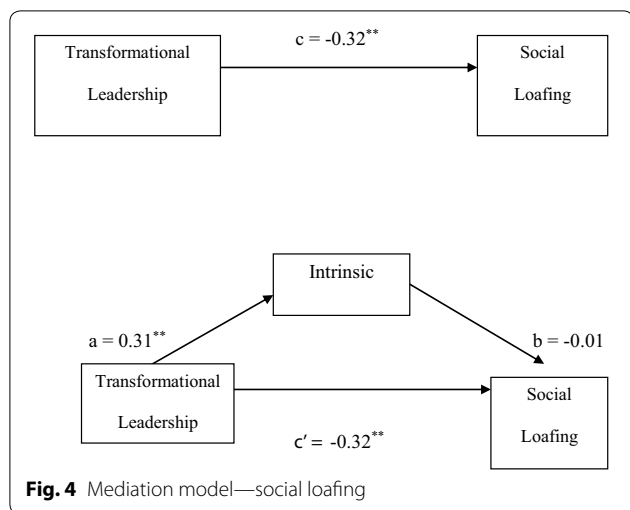 c = -0.32**
Transformational
Leadership
Social
Loafing
Intrinsic
a = 0.31**
b = -0.01
Transformational
Leadership
Social
Loafing
c' = -0.32**
Fig. 4 Mediation model—social loafing